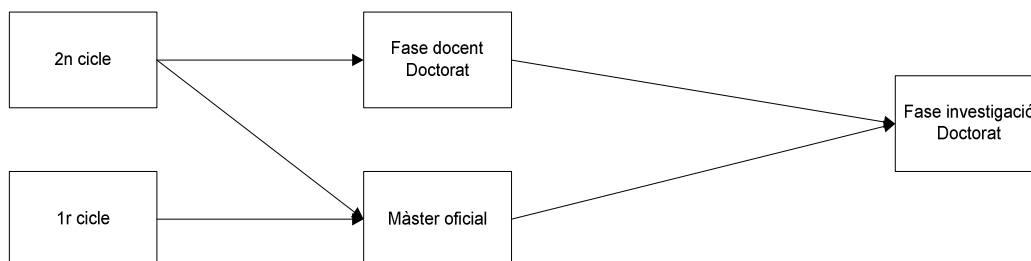 2n cicle
Fase docent
Doctorat
Fase investigació
Doctorat
1r cicle
Màster oficial